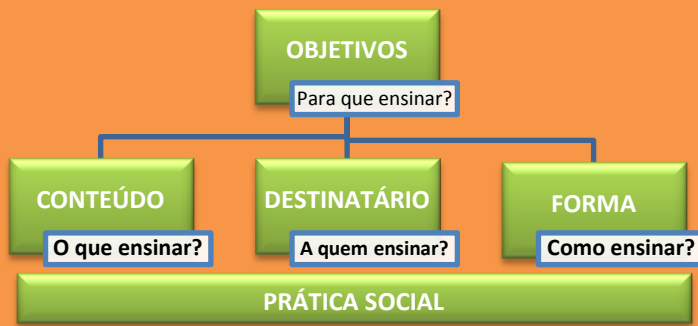 OBJETIVOS
Para que ensinar?
CONTEÚDO
O que ensinar?
DESTINATÁRIO
A quem ensinar?
FORMA
Como ensinar?
PRÁTICA SOCIAL